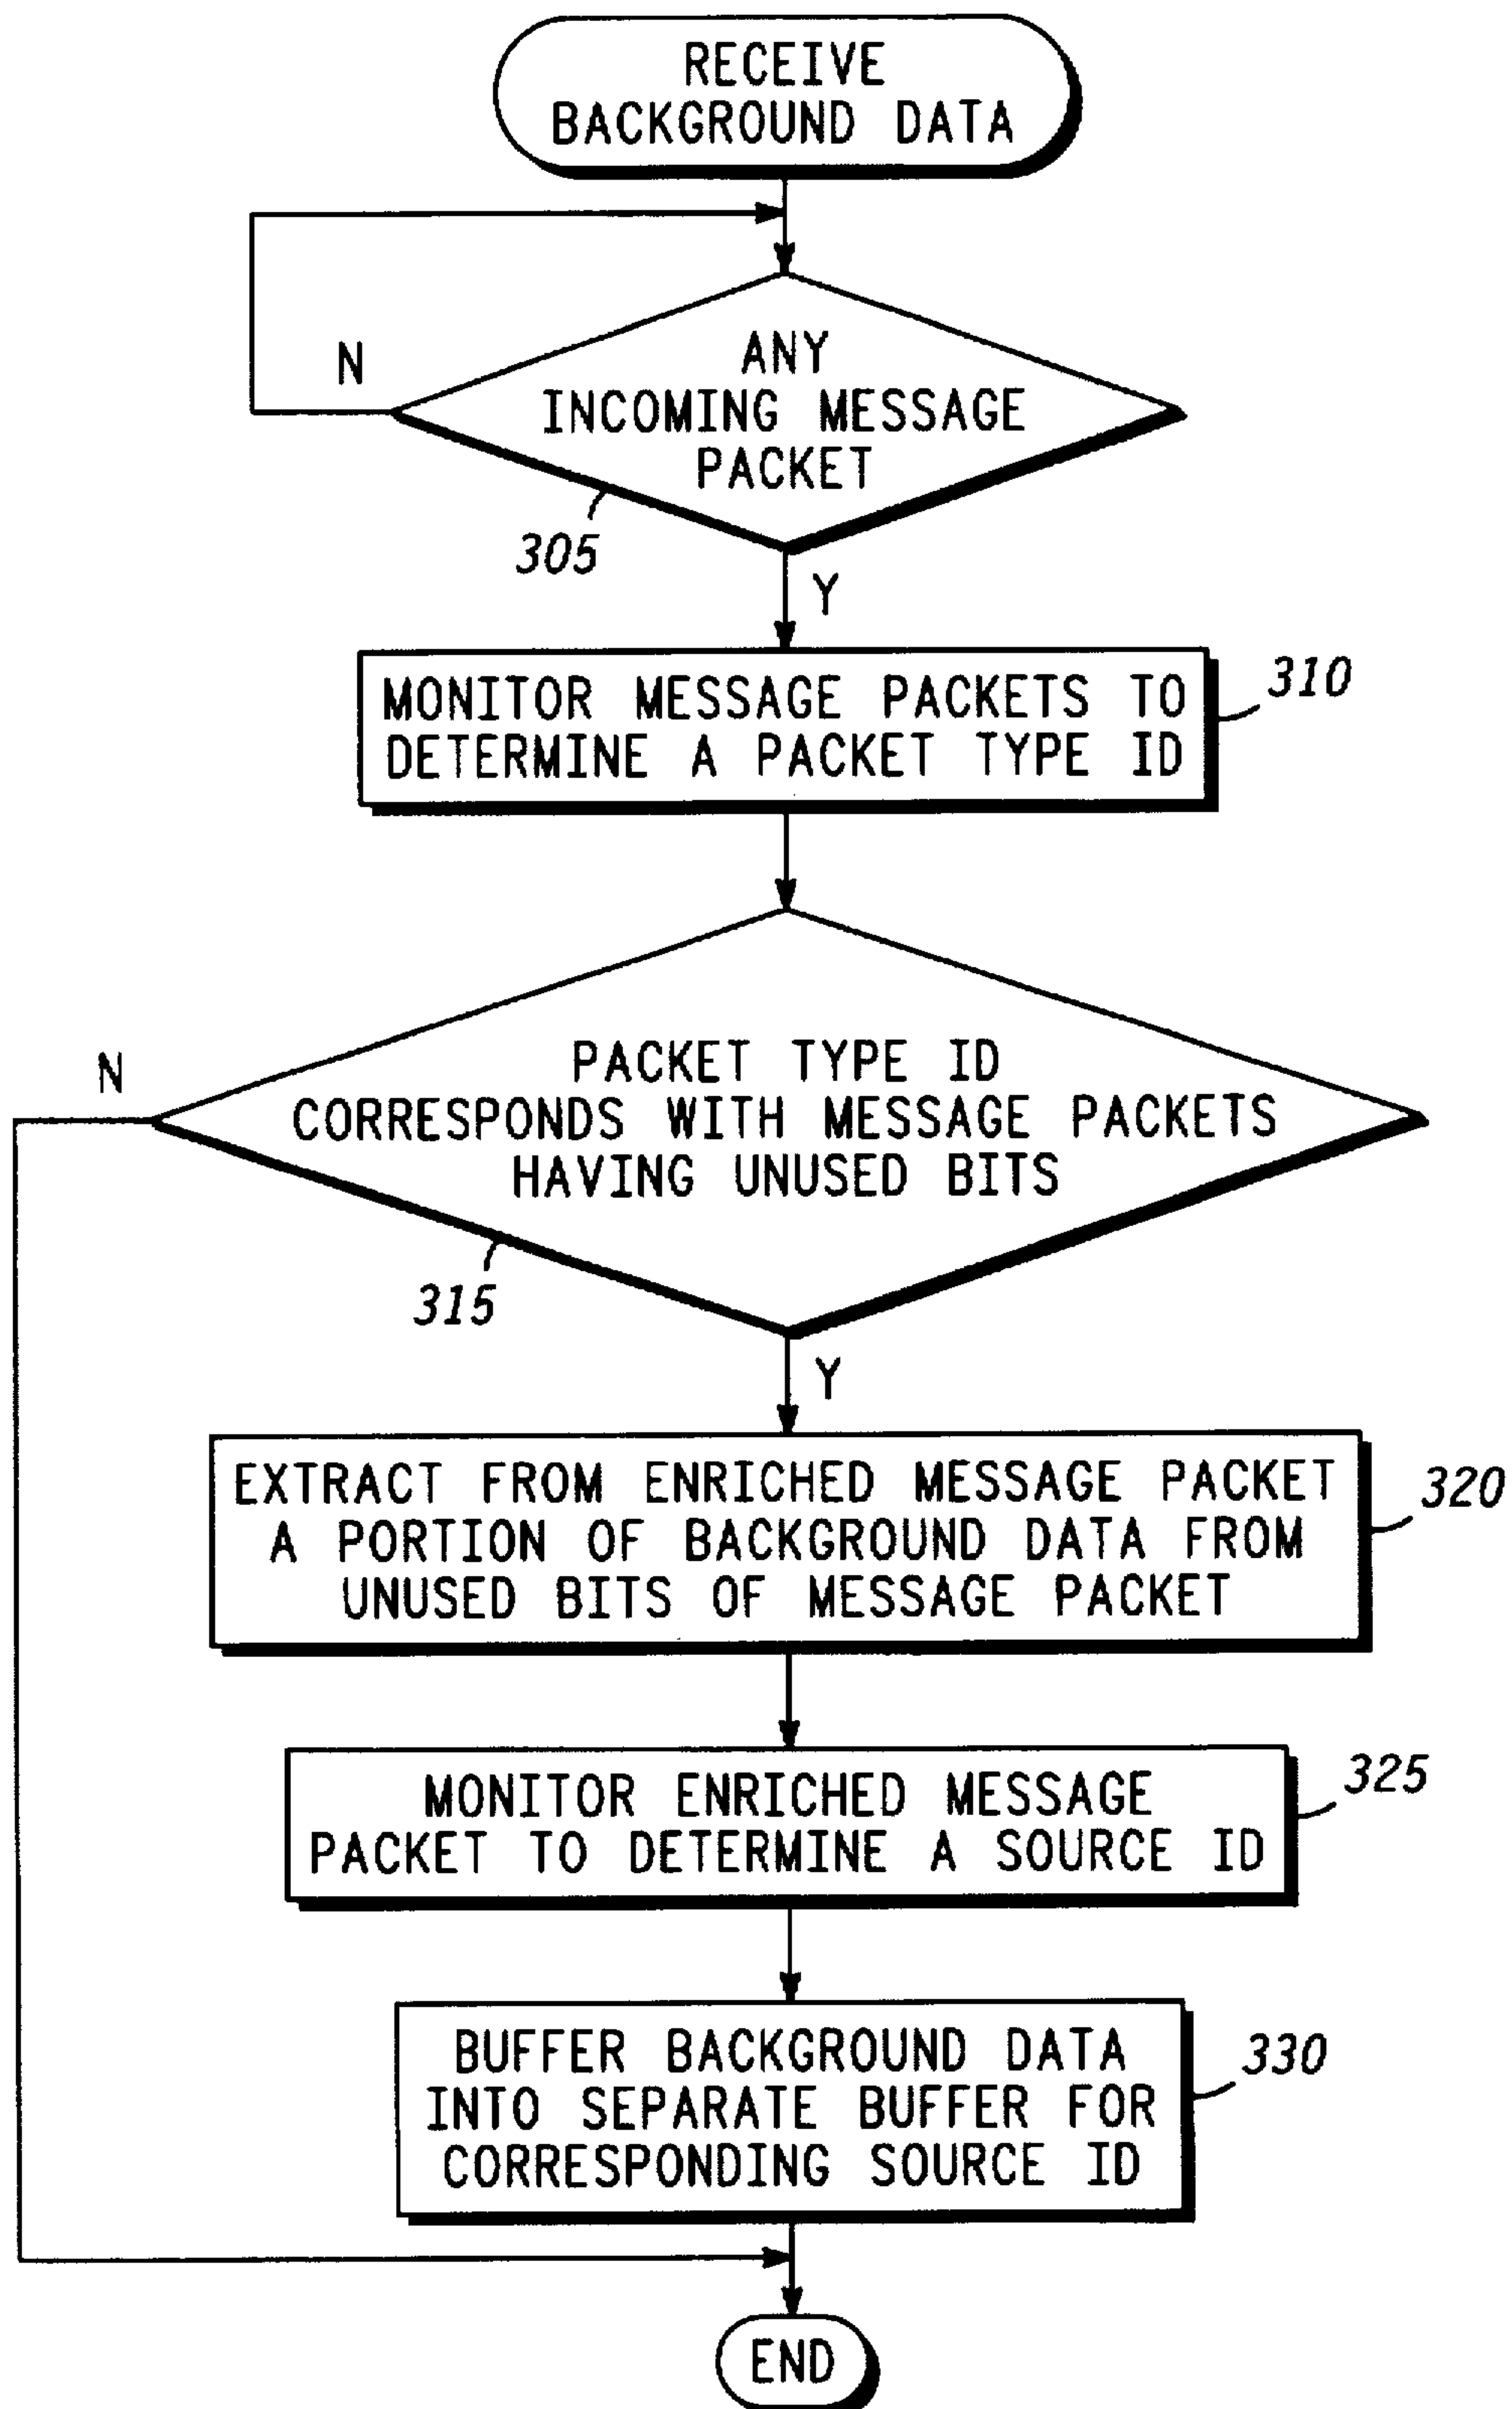 RECEIVE
BACKGROUND DATA
N
ANY
INCOMING MESSAGE
PACKET
305
Y
MONITOR MESSAGE PACKETS TO
DETERMINE A PACKET TYPE ID
310
N
PACKET TYPE ID
CORRESPONDS WITH MESSAGE PACKETS
HAVING UNUSED BITS
315
Y
EXTRACT FROM ENRICHED MESSAGE PACKET
A PORTION OF BACKGROUND DATA FROM
UNUSED BITS OF MESSAGE PACKET
320
MONITOR ENRICHED MESSAGE
PACKET TO DETERMINE A SOURCE ID
325
BUFFER BACKGROUND DATA
INTO SEPARATE BUFFER FOR
CORRESPONDING SOURCE ID
330
END